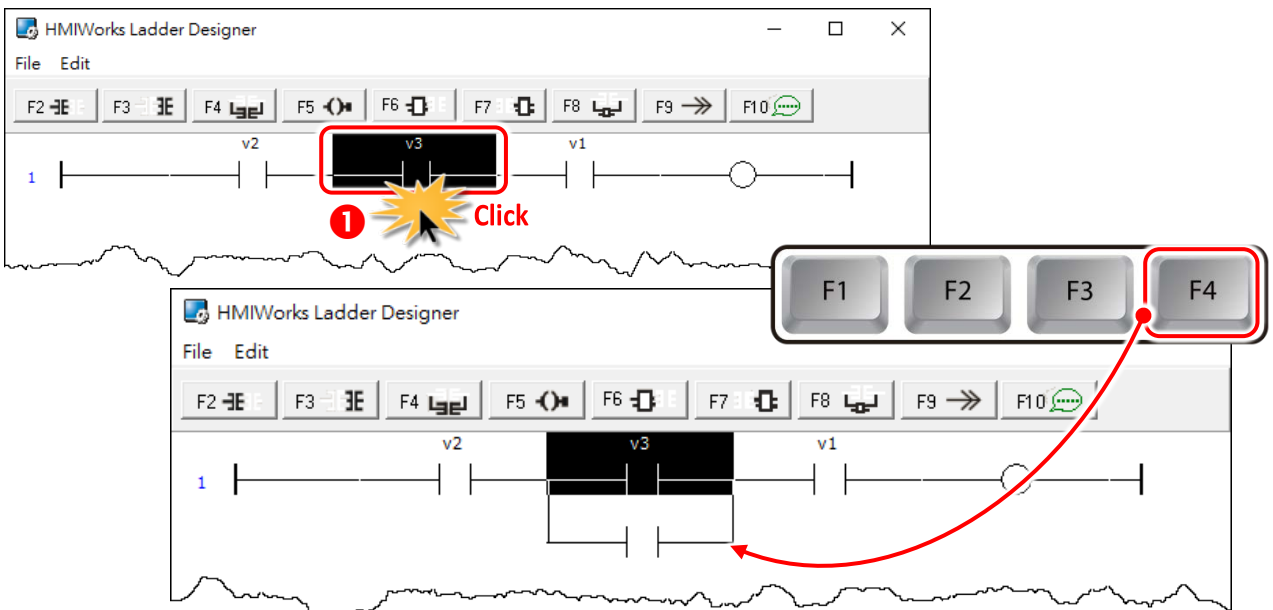 HMIWorks Ladder Designer
File Edit
F2 F3 F4 F5 F6 F7 F8 F9 F10
v2 v3 v1
1
1 Click
F1 F2 F3 F4
HMIWorks Ladder Designer
File Edit
F2 F3 F4 F5 F6 F7 F8 F9 F10
v2 v3 v1
1